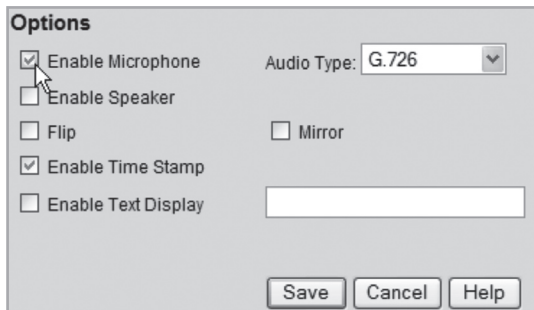 Options
Enable Microphone Audio Type: G.726
Enable Speaker
Flip Mirror
Enable Time Stamp
Enable Text Display
Save Cancel Help